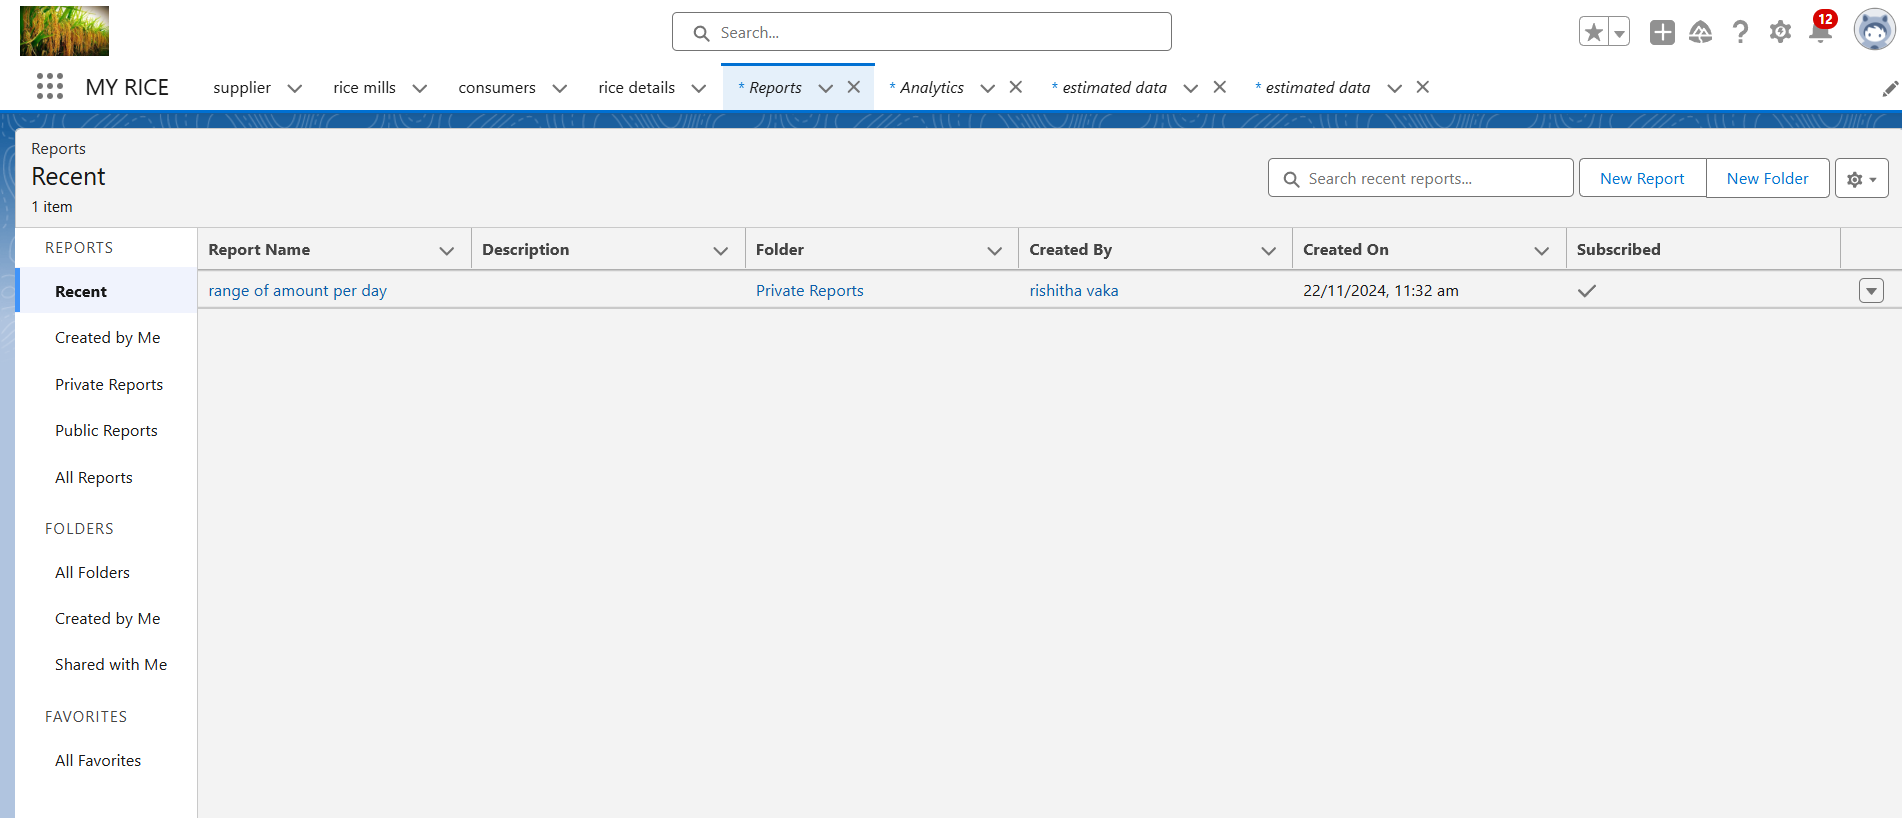 Search...
12
MY RICE
supplier
rice mills
consumers
rice details
* Reports
* Analytics
* estimated data
* estimated data
Reports
Recent
1 item
Search recent reports...
New Report
New Folder
REPORTS
Recent
Created by Me
Private Reports
Public Reports
All Reports
FOLDERS
All Folders
Created by Me
Shared with Me
FAVORITES
All Favorites
Report Name Description Folder Created By Created On Subscribed
range of amount per day Private Reports rishitha vaka 22/11/2024, 11:32 am